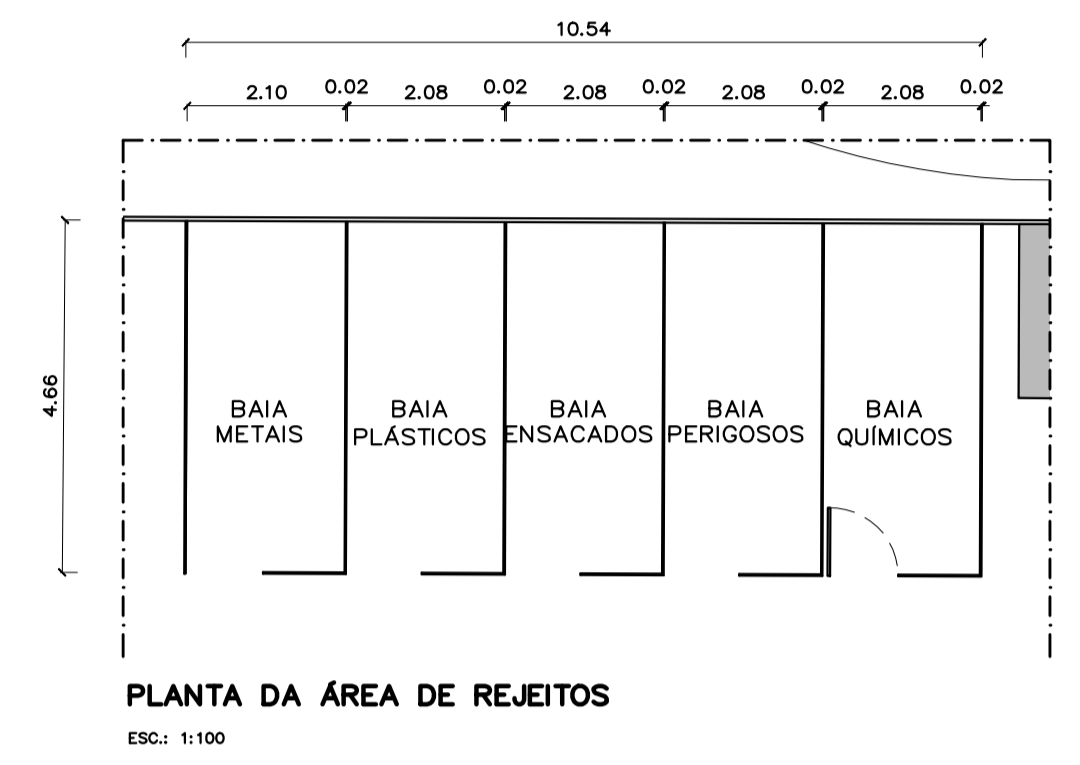 10.54
2.10 0.02 2.08 0.02 2.08 0.02 2.08 0.02 2.08 0.02
4.66
BAIA
METAIS
BAIA
PLÁSTICOS
BAIA
ENSACADOS
BAIA
PERIGOSOS
BAIA
QUÍMICOS
PLANTA DA ÁREA DE REJEITOS
ESC.: 1:100